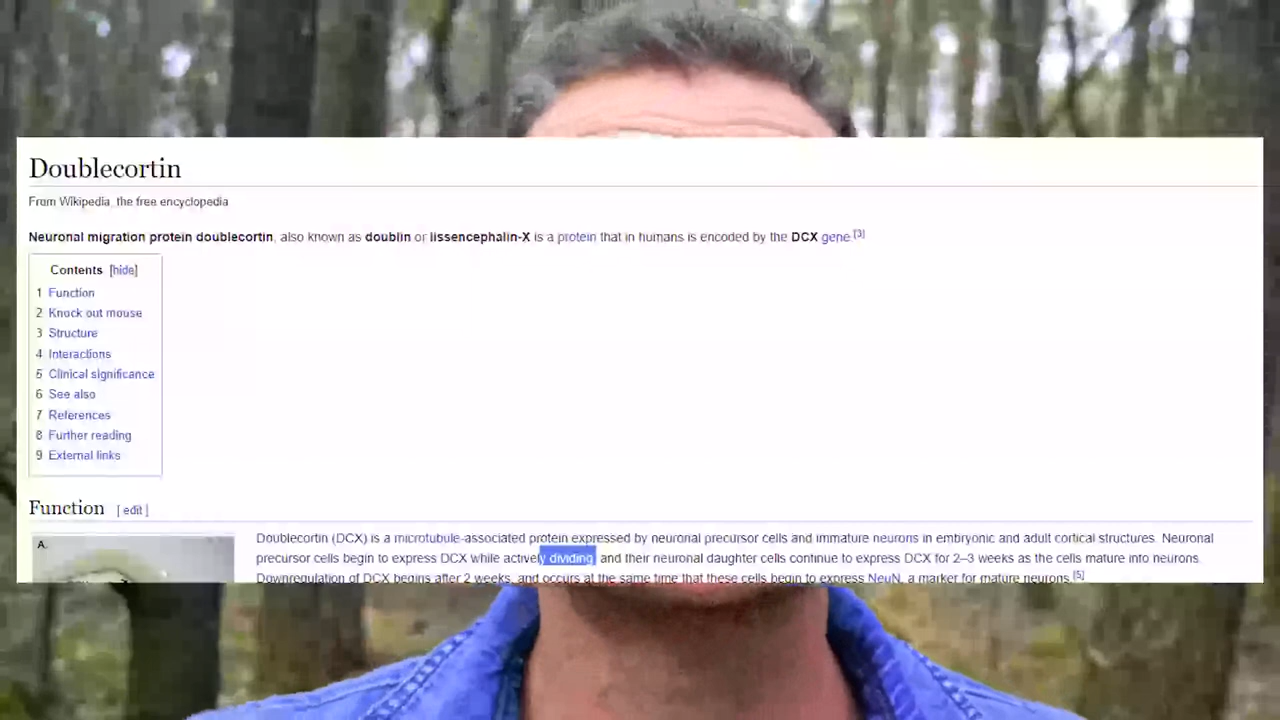 Doublecortin
From Wikipedia, the free encyclopedia
Neuronal migration protein doublecortin, also known as doublin or lissencephalin-X is a protein that in humans is encoded by the DCX gene.[3]
Contents [hide]
1 Function
2 Knock out mouse
3 Structure
4 Interactions
5 Clinical significance
6 See also
7 References
8 Further reading
9 External links
Function [ edit ]
A.
Doublecortin (DCX) is a microtubule-associated protein expressed by neuronal precursor cells and immature neurons in embryonic and adult cortical structures. Neuronal
precursor cells begin to express DCX while actively dividing, and their neuronal daughter cells continue to express DCX for 2–3 weeks as the cells mature into neurons.
Downregulation of DCX begins after 2 weeks, and occurs at the same time that these cells begin to express NeuN, a marker for mature neurons.[5]